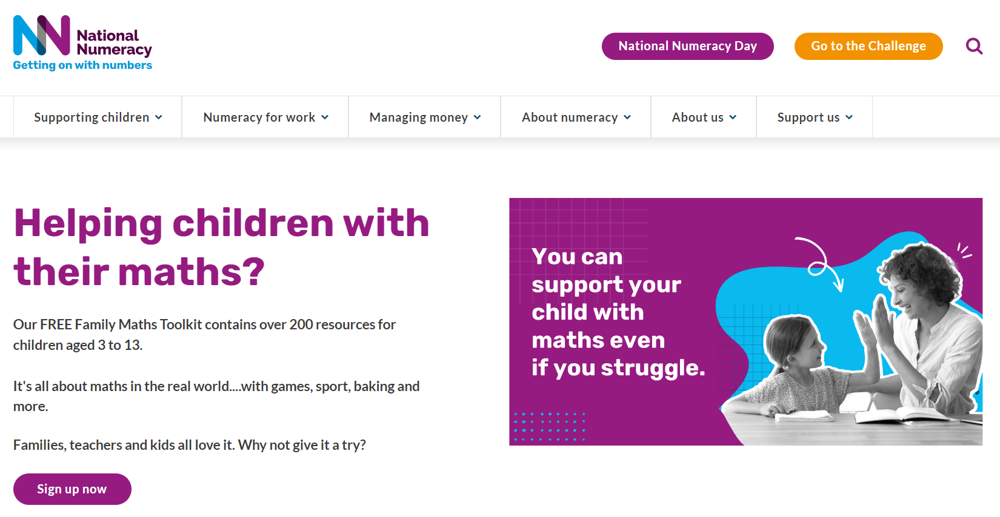 National
Numeracy
Getting on with numbers
National Numeracy Day
Go to the Challenge
Supporting children
Numeracy for work
Managing money
About numeracy
About us
Support us
Helping children with
their maths?
Our FREE Family Maths Toolkit contains over 200 resources for
children aged 3 to 13.
It's all about maths in the real world....with games, sport, baking and
more.
Families, teachers and kids all love it. Why not give it a try?
Sign up now
You can
support your
child with
maths even
if you struggle.